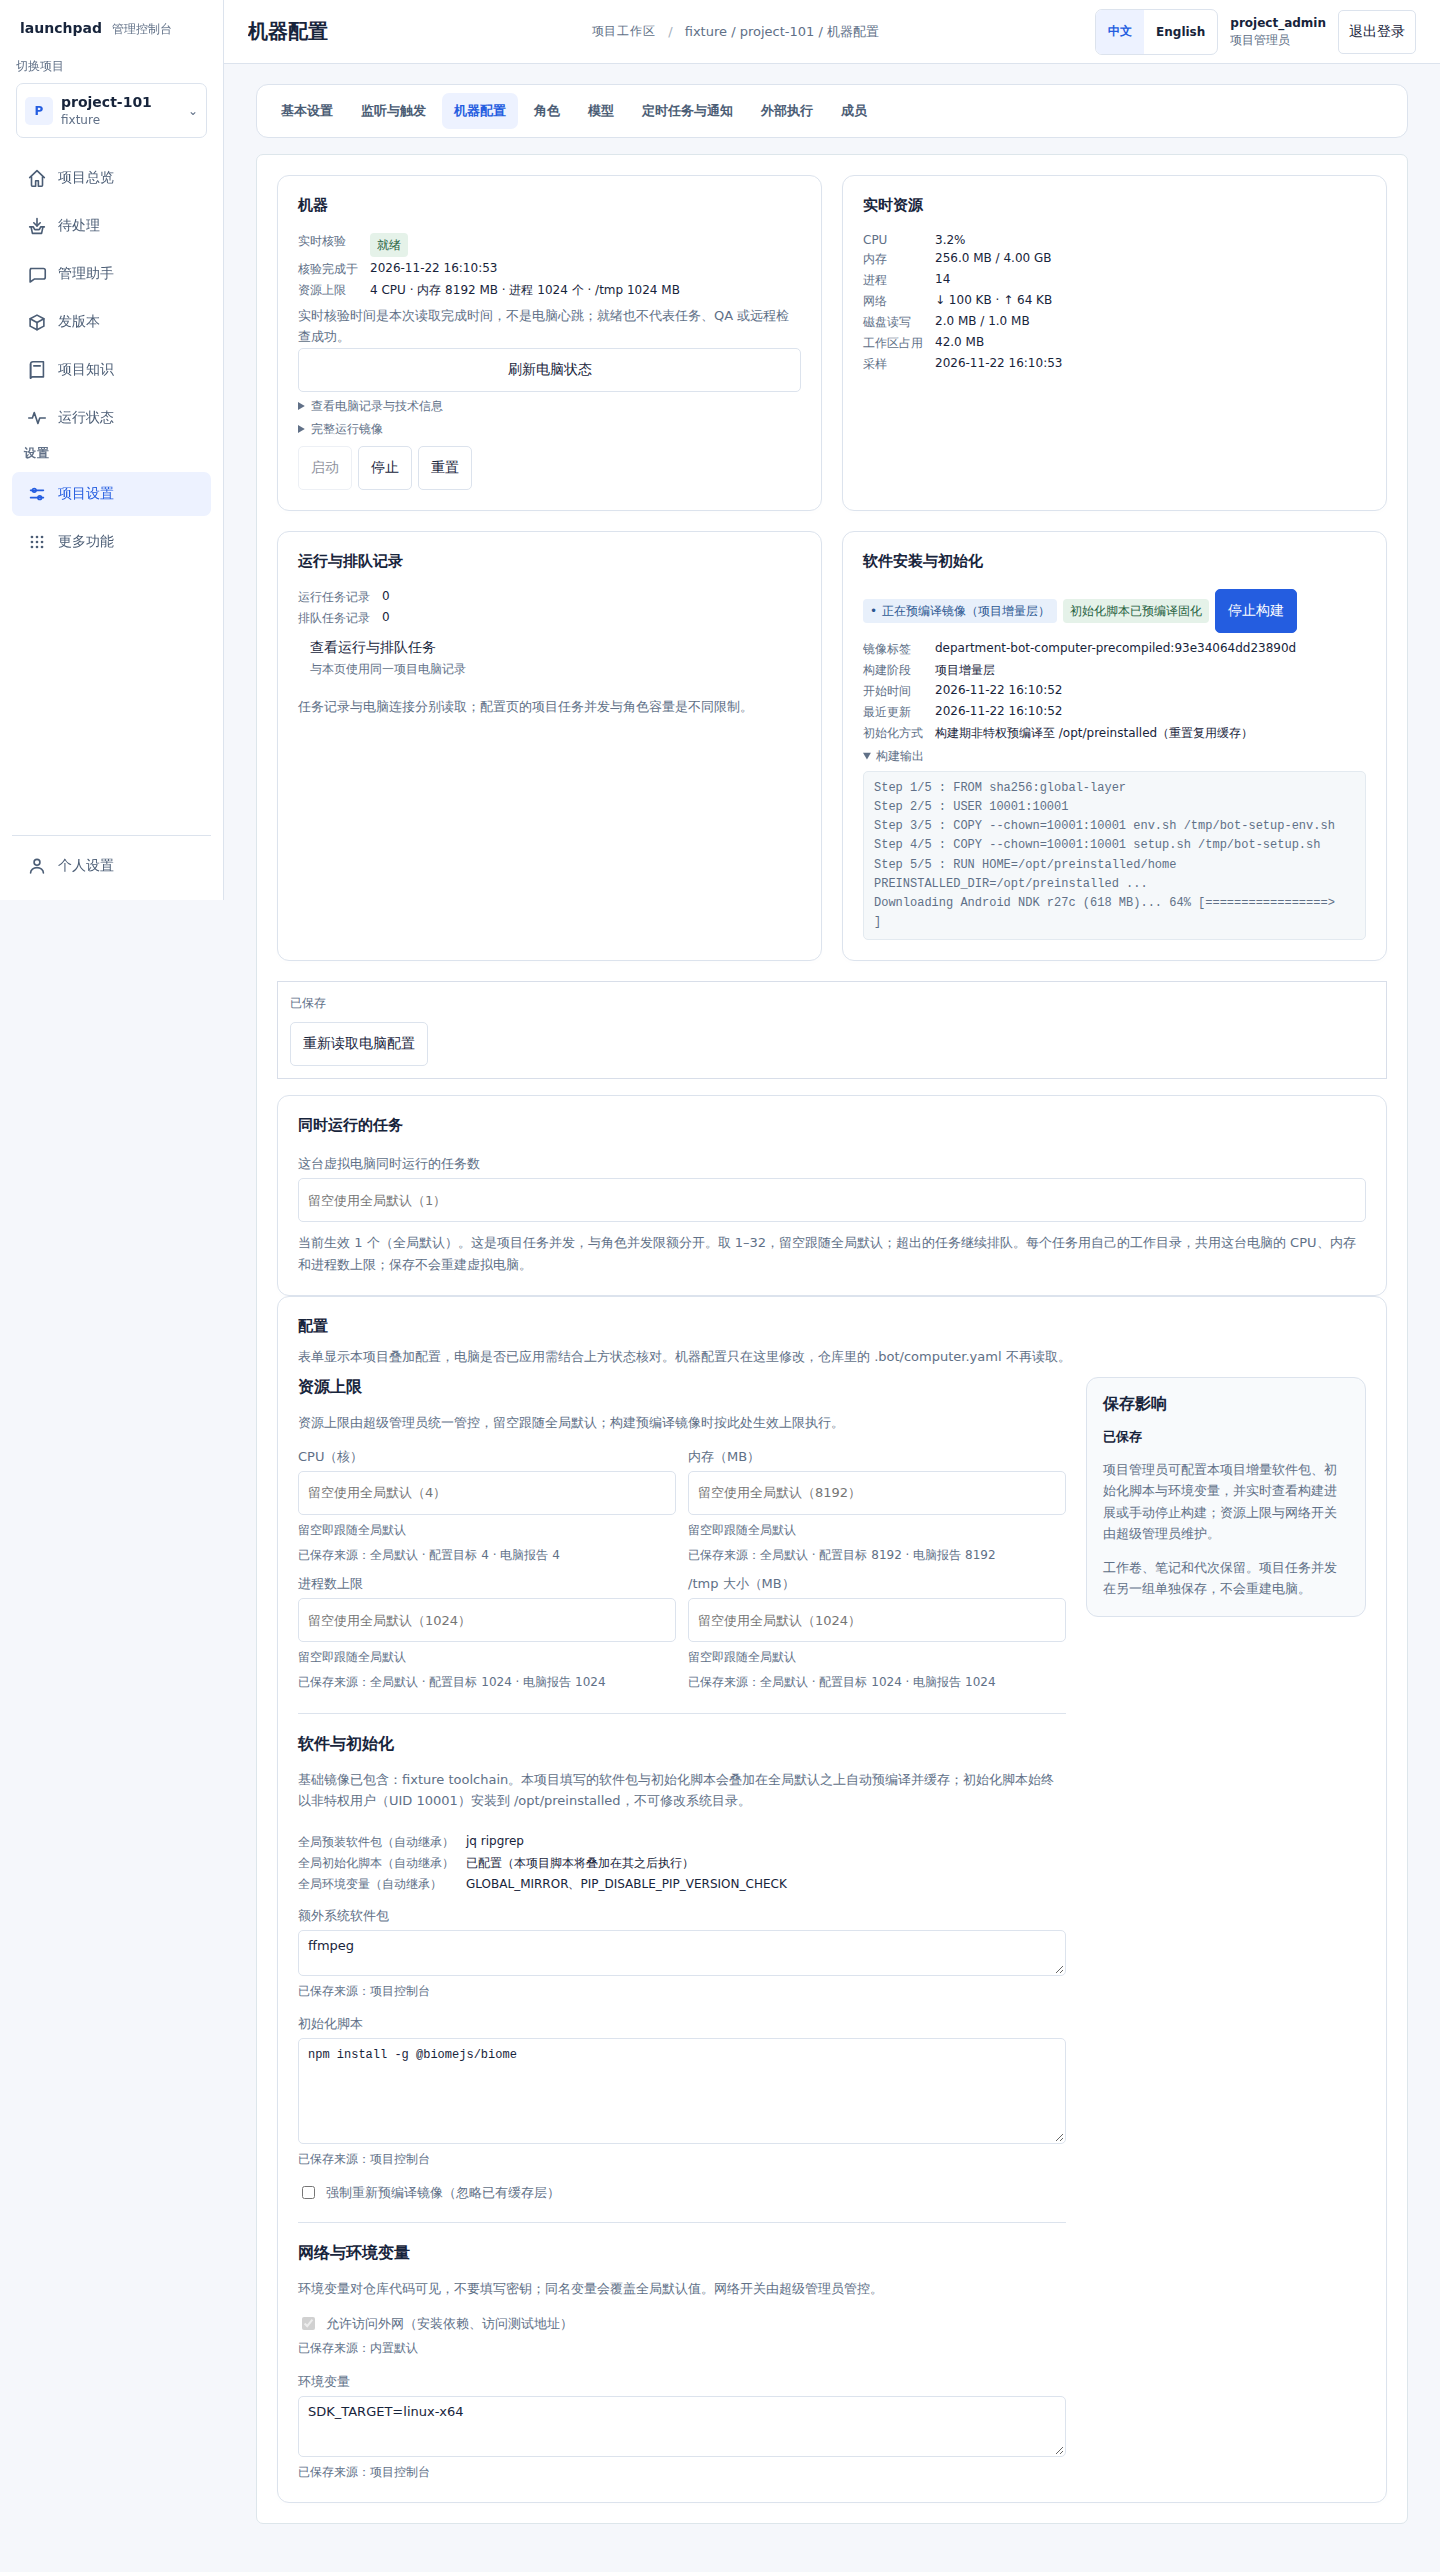 launchpad 管理控制台
切换项目
P
project-101
fixture
项目总览
待处理
管理助手
发版本
项目知识
运行状态
设置
项目设置
更多功能
个人设置
机器配置
项目工作区 / fixture / project-101 / 机器配置
中文 English
project_admin
项目管理员
退出登录
基本设置 监听与触发 机器配置 角色 模型 定时任务与通知 外部执行 成员
机器
实时核验 就绪
核验完成于 2026-11-22 16:10:53
资源上限 4 CPU · 内存 8192 MB · 进程 1024 个 · /tmp 1024 MB
实时核验时间是本次读取完成时间，不是电脑心跳；就绪也不代表任务、QA 或远程检
查成功。
刷新电脑状态
▶ 查看电脑记录与技术信息
▶ 完整运行镜像
启动 停止 重置
实时资源
CPU 3.2%
内存 256.0 MB / 4.00 GB
进程 14
网络 ↓ 100 KB · ↑ 64 KB
磁盘读写 2.0 MB / 1.0 MB
工作区占用 42.0 MB
采样 2026-11-22 16:10:53
运行与排队记录
运行任务记录 0
排队任务记录 0
查看运行与排队任务
与本页使用同一项目电脑记录
任务记录与电脑连接分别读取；配置页的项目任务并发与角色容量是不同限制。
软件安装与初始化
• 正在预编译镜像（项目增量层） 初始化脚本已预编译固化 停止构建
镜像标签 department-bot-computer-precompiled:93e34064dd23890d
构建阶段 项目增量层
开始时间 2026-11-22 16:10:52
最近更新 2026-11-22 16:10:52
初始化方式 构建期非特权预编译至 /opt/preinstalled（重置复用缓存）
▼ 构建输出
Step 1/5 : FROM sha256:global-layer
Step 2/5 : USER 10001:10001
Step 3/5 : COPY --chown=10001:10001 env.sh /tmp/bot-setup-env.sh
Step 4/5 : COPY --chown=10001:10001 setup.sh /tmp/bot-setup.sh
Step 5/5 : RUN HOME=/opt/preinstalled/home
PREINSTALLED_DIR=/opt/preinstalled ...
Downloading Android NDK r27c (618 MB)... 64% [=================>
]
已保存
重新读取电脑配置
同时运行的任务
这台虚拟电脑同时运行的任务数
留空使用全局默认（1）
当前生效 1 个（全局默认）。这是项目任务并发，与角色并发限额分开。取 1–32，留空跟随全局默认；超出的任务继续排队。每个任务用自己的工作目录，共用这台电脑的 CPU、内存
和进程数上限；保存不会重建虚拟电脑。
配置
表单显示本项目叠加配置，电脑是否已应用需结合上方状态核对。机器配置只在这里修改，仓库里的 .bot/computer.yaml 不再读取。
资源上限
资源上限由超级管理员统一管控，留空跟随全局默认；构建预编译镜像时按此处生效上限执行。
CPU（核） 内存（MB）
留空使用全局默认（4） 留空使用全局默认（8192）
留空即跟随全局默认 留空即跟随全局默认
已保存来源：全局默认 · 配置目标 4 · 电脑报告 4 已保存来源：全局默认 · 配置目标 8192 · 电脑报告 8192
进程数上限 /tmp 大小（MB）
留空使用全局默认（1024） 留空使用全局默认（1024）
留空即跟随全局默认 留空即跟随全局默认
已保存来源：全局默认 · 配置目标 1024 · 电脑报告 1024 已保存来源：全局默认 · 配置目标 1024 · 电脑报告 1024
保存影响
已保存
项目管理员可配置本项目增量软件包、初
始化脚本与环境变量，并实时查看构建进
展或手动停止构建；资源上限与网络开关
由超级管理员维护。
工作卷、笔记和代次保留。项目任务并发
在另一组单独保存，不会重建电脑。
软件与初始化
基础镜像已包含：fixture toolchain。本项目填写的软件包与初始化脚本会叠加在全局默认之上自动预编译并缓存；初始化脚本始终
以非特权用户（UID 10001）安装到 /opt/preinstalled，不可修改系统目录。
全局预装软件包（自动继承） jq ripgrep
全局初始化脚本（自动继承） 已配置（本项目脚本将叠加在其之后执行）
全局环境变量（自动继承） GLOBAL_MIRROR、PIP_DISABLE_PIP_VERSION_CHECK
额外系统软件包
ffmpeg
已保存来源：项目控制台
初始化脚本
npm install -g @biomejs/biome
已保存来源：项目控制台
强制重新预编译镜像（忽略已有缓存层）
网络与环境变量
环境变量对仓库代码可见，不要填写密钥；同名变量会覆盖全局默认值。网络开关由超级管理员管控。
允许访问外网（安装依赖、访问测试地址）
已保存来源：内置默认
环境变量
SDK_TARGET=linux-x64
已保存来源：项目控制台